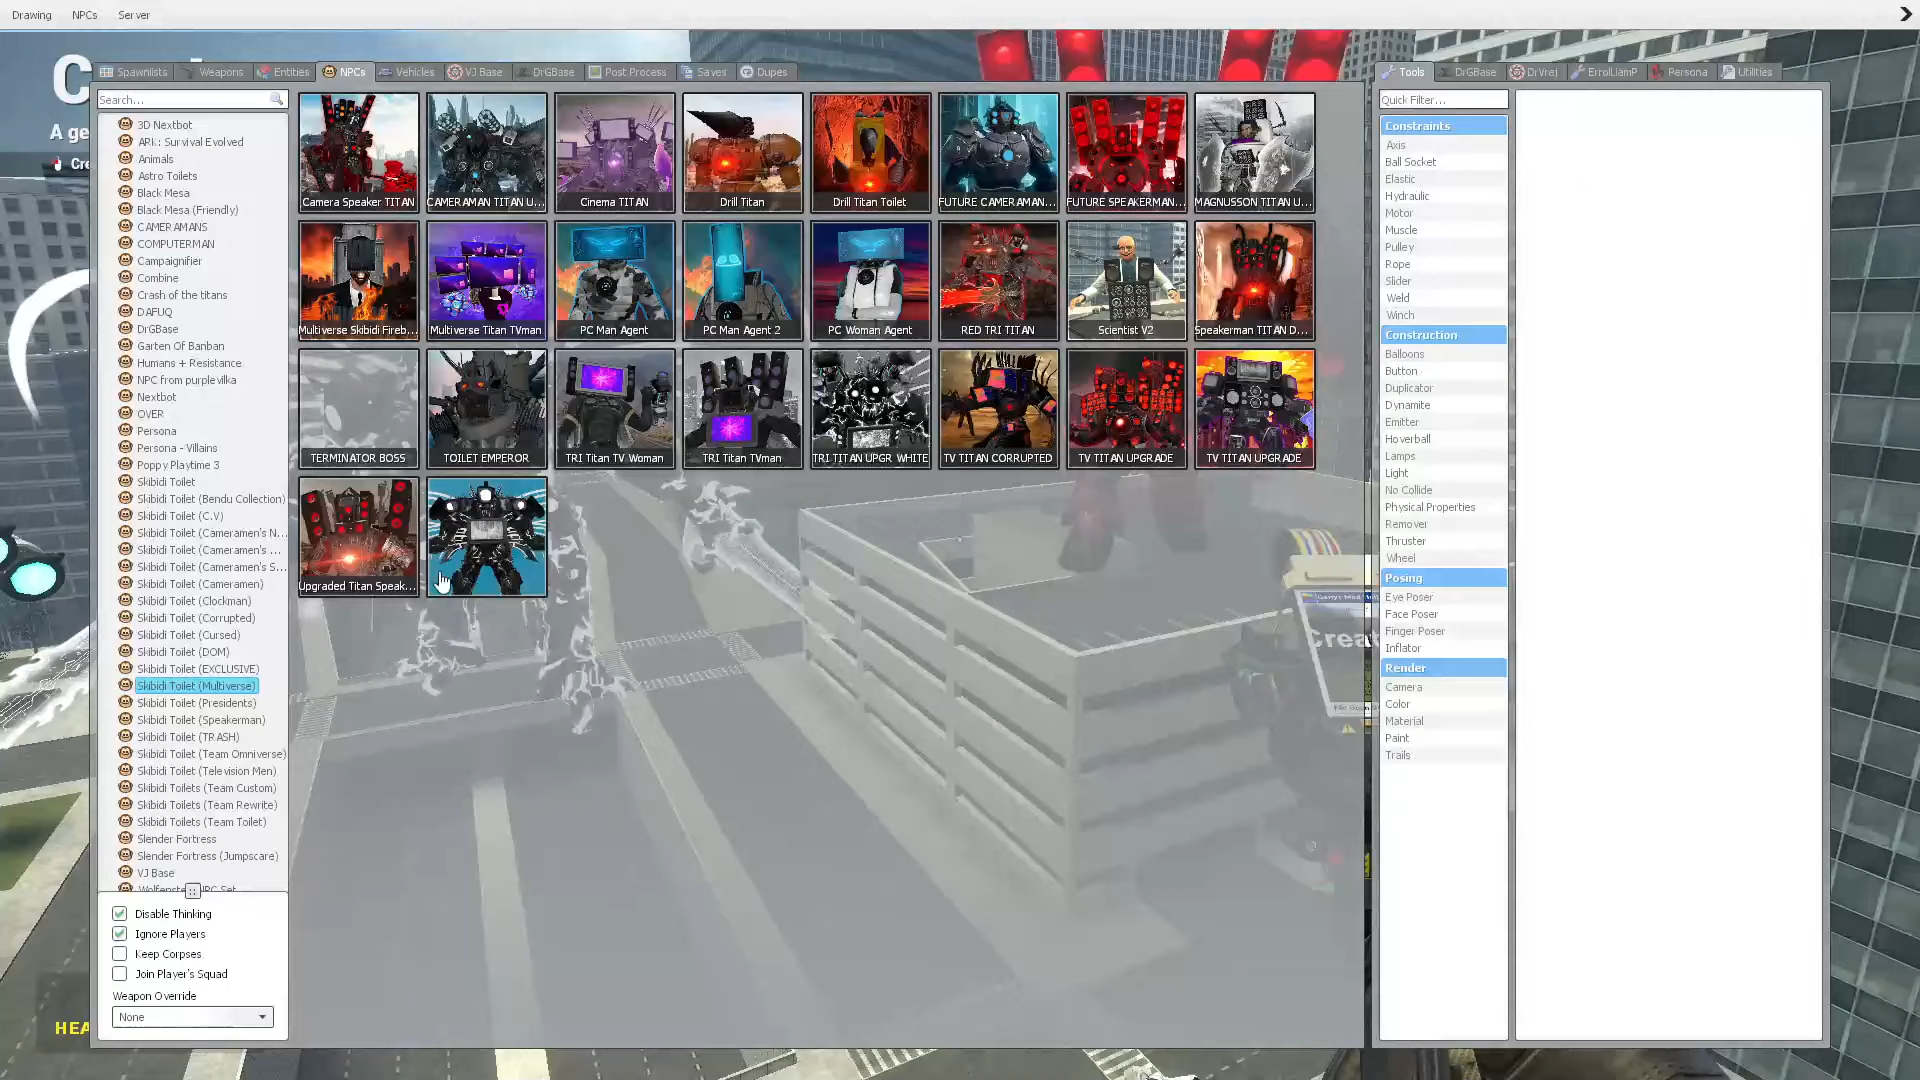 Drawing NPCs Server
C
A ge
Cre
Spawnlists Weapons Entities NPCs Vehicles VJ Base DrGBase Post Process Saves Dupes
Search...
3D Nextbot
ARK: Survival Evolved
Animals
Astro Toilets
Black Mesa
Black Mesa (Friendly)
CAMERAMANS
COMPUTERMAN
Campaignifier
Combine
Crash of the titans
DAFUQ
DrGBase
Garten Of Banban
Humans + Resistance
NPC from purplevilka
Nextbot
OVER
Persona
Persona - Villains
Poppy Playtime 3
Skibidi Toilet
Skibidi Toilet (Bendu Collection)
Skibidi Toilet (C.V)
Skibidi Toilet (Cameramen's N...
Skibidi Toilet (Cameramen's ...
Skibidi Toilet (Cameramen's S...
Skibidi Toilet (Cameramen)
Skibidi Toilet (Clockman)
Skibidi Toilet (Corrupted)
Skibidi Toilet (Cursed)
Skibidi Toilet (DOM)
Skibidi Toilet (EXCLUSIVE)
Skibidi Toilet (Multiverse)
Skibidi Toilet (Presidents)
Skibidi Toilet (Speakerman)
Skibidi Toilet (TRASH)
Skibidi Toilet (Team Omniverse)
Skibidi Toilet (Television Men)
Skibidi Toilets (Team Custom)
Skibidi Toilets (Team Rewrite)
Skibidi Toilets (Team Toilet)
Slender Fortress
Slender Fortress (Jumpscare)
VJ Base
Disable Thinking
Ignore Players
Keep Corpses
Join Player's Squad
Weapon Override
None
HEA
Camera Speaker TITAN CAMERAMAN TITAN U... Cinema TITAN Drill Titan Drill Titan Toilet FUTURE CAMERAMAN... FUTURE SPEAKERMAN... MAGNUSSON TITAN U...
Multiverse Skibidi Fireb... Multiverse Titan TVman PC Man Agent PC Man Agent 2 PC Woman Agent RED TRI TITAN Scientist V2 Speakerman TITAN D...
TERMINATOR BOSS TOILET EMPEROR TRI Titan TV Woman TRI Titan TVman TRI TITAN UPGR WHITE TV TITAN CORRUPTED TV TITAN UPGRADE TV TITAN UPGRADE
Upgraded Titan Speak...
Creat
Tools DrGBase DrVrej ErrolLiamP Persona Utilities
Quick Filter...
Constraints
Axis
Ball Socket
Elastic
Hydraulic
Motor
Muscle
Pulley
Rope
Slider
Weld
Winch
Construction
Balloons
Button
Duplicator
Dynamite
Emitter
Hoverball
Lamps
Light
No Collide
Physical Properties
Remover
Thruster
Wheel
Posing
Eye Poser
Face Poser
Finger Poser
Inflator
Render
Camera
Color
Material
Paint
Trails